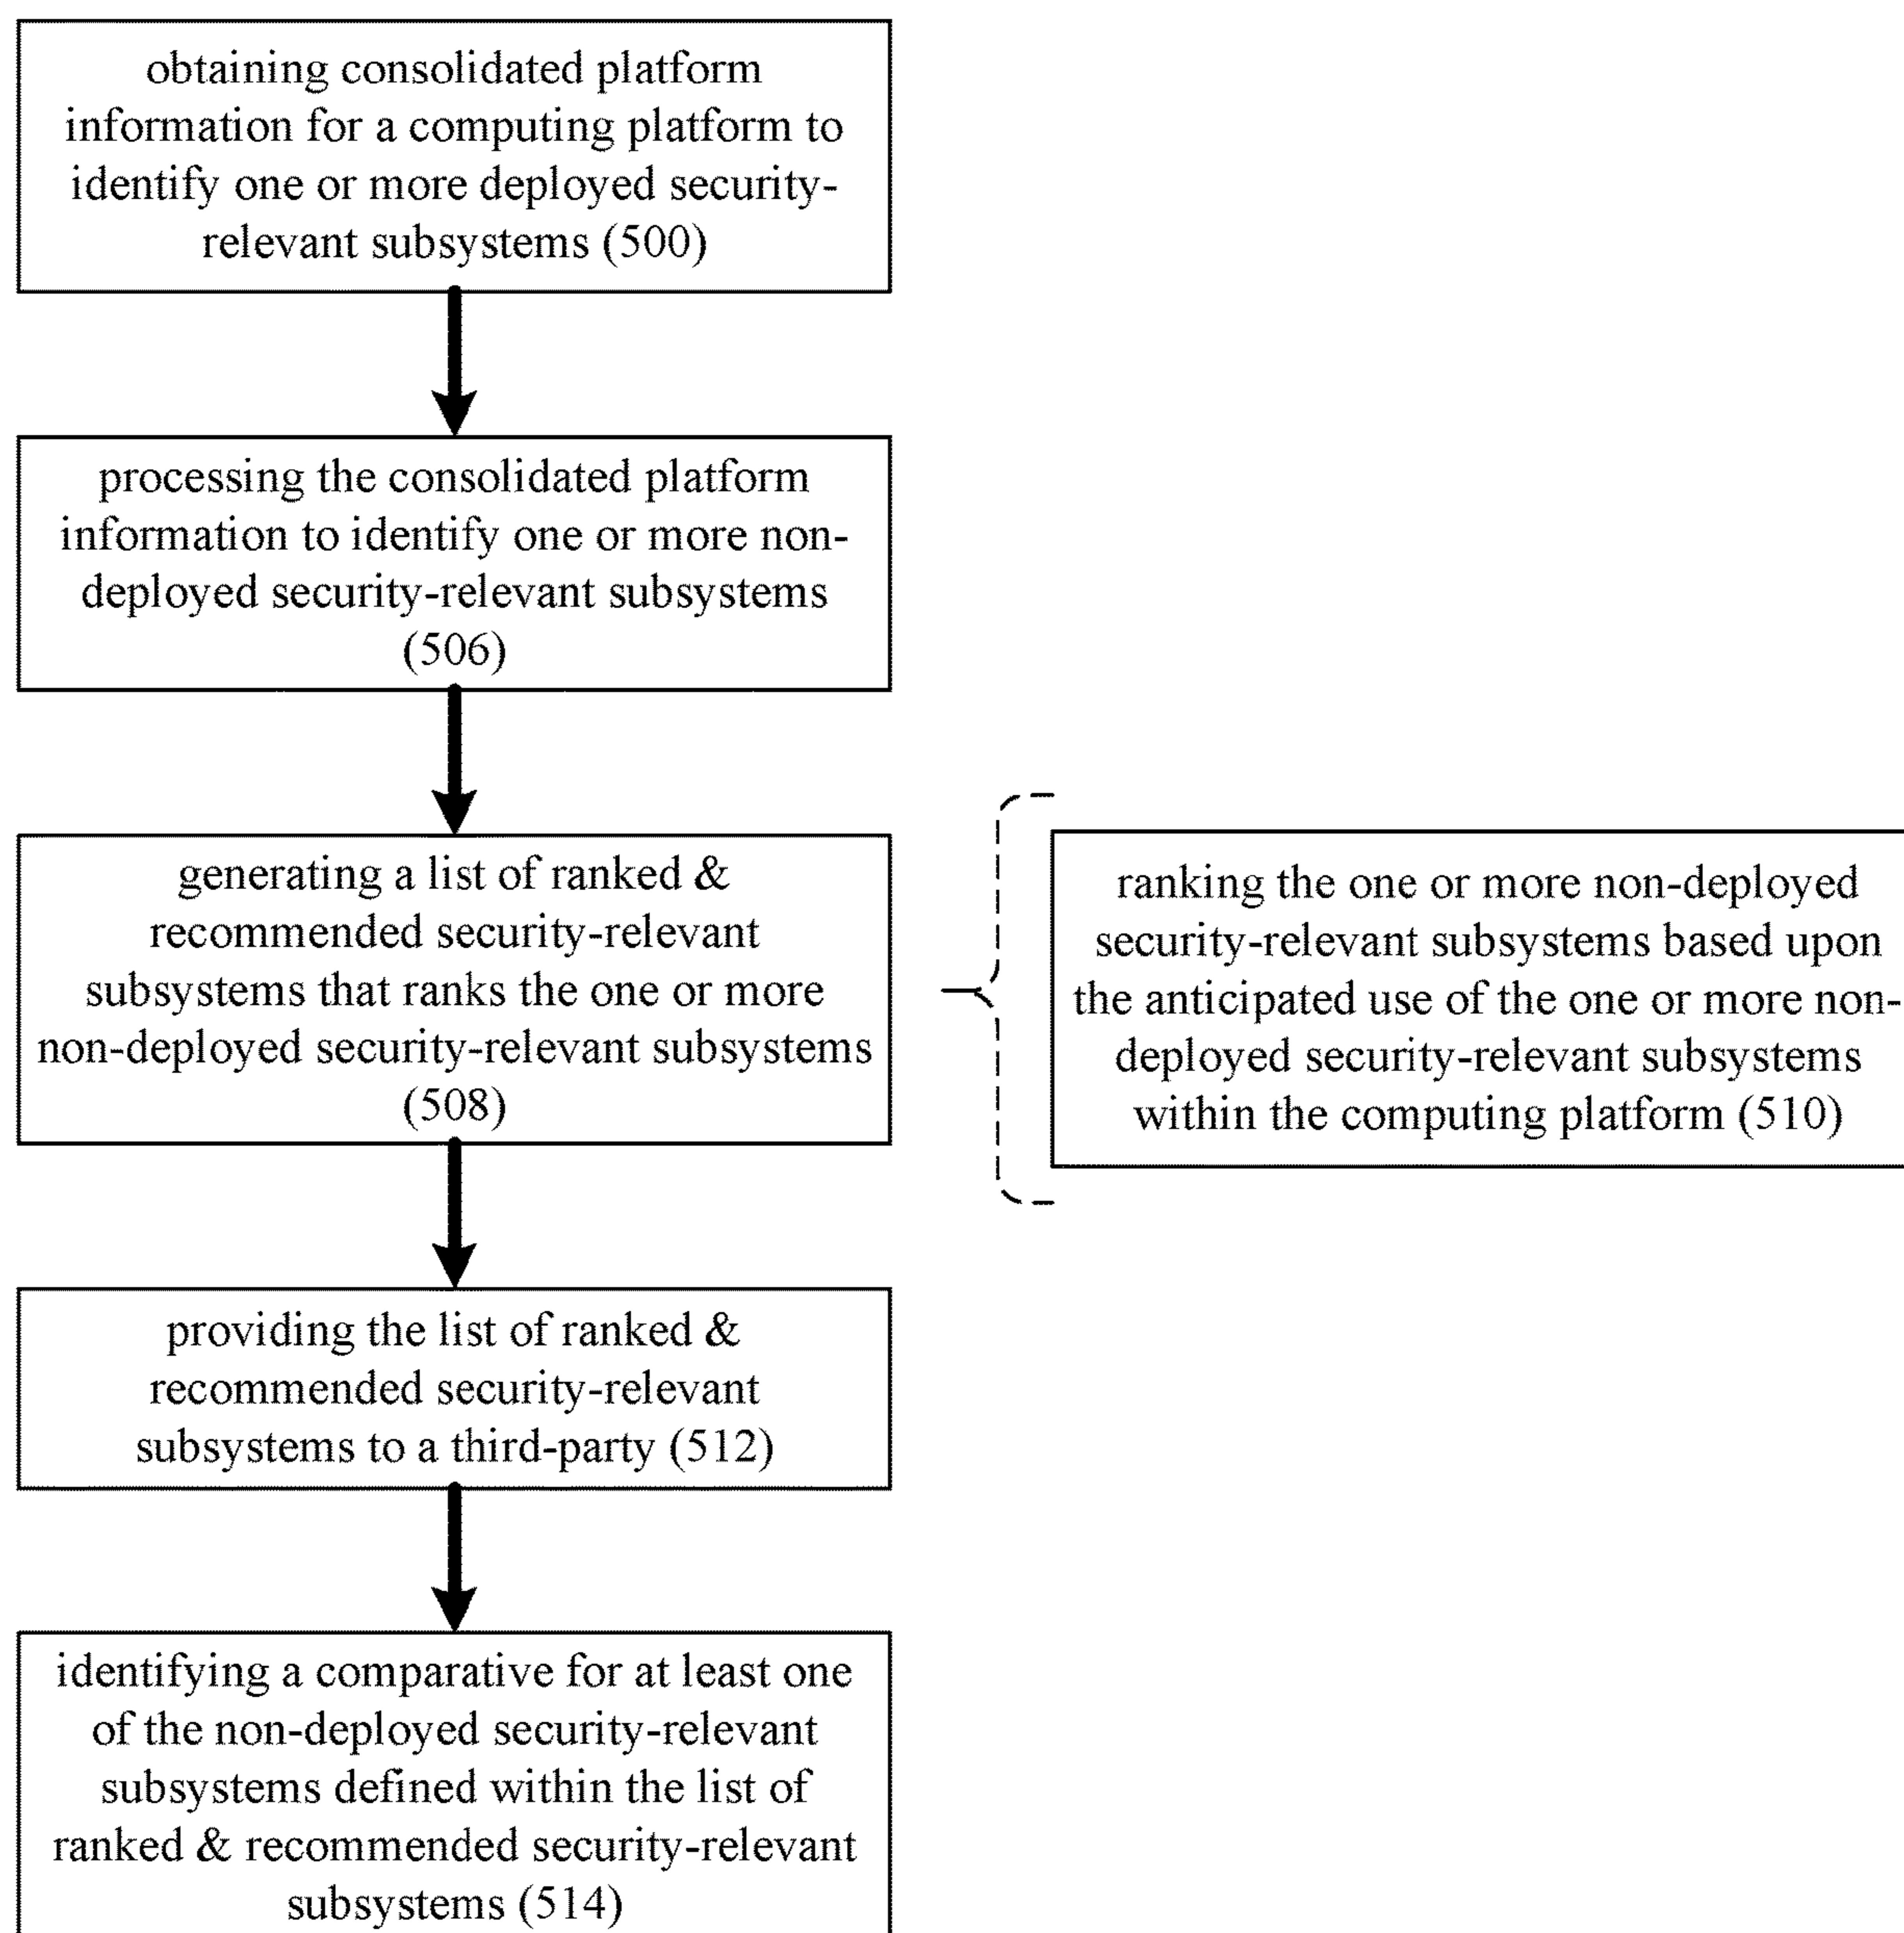 obtaining consolidated platform
information for a computing platform to
identify one or more deployed security-
relevant subsystems (500)
processing the consolidated platform
information to identify one or more non-
deployed security-relevant subsystems
(506)
generating a list of ranked &
recommended security-relevant
subsystems that ranks the one or more
non-deployed security-relevant subsystems
(508)
ranking the one or more non-deployed
security-relevant subsystems based upon
the anticipated use of the one or more non-
deployed security-relevant subsystems
within the computing platform (510)
providing the list of ranked &
recommended security-relevant
subsystems to a third-party (512)
identifying a comparative for at least one
of the non-deployed security-relevant
subsystems defined within the list of
ranked & recommended security-relevant
subsystems (514)